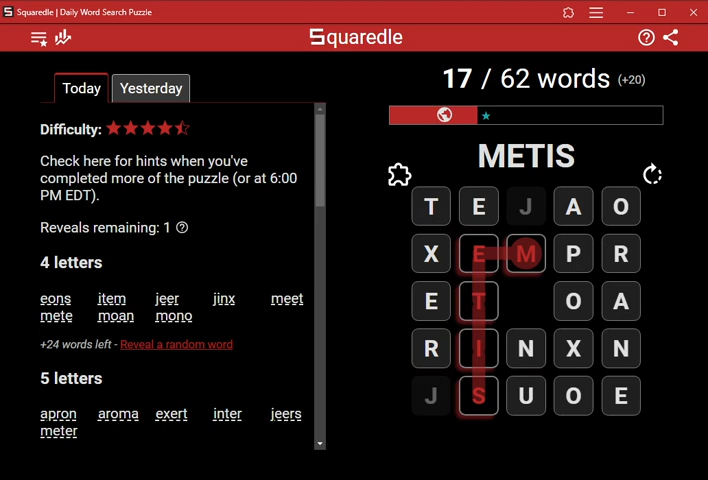 Squaredle | Daily Word Search Puzzle
Squaredle
Today Yesterday
Difficulty:
Check here for hints when you've
completed more of the puzzle (or at 6:00
PM EDT).
Reveals remaining: 1
4 letters
eons item jeer jinx meet
mete moan mono
+24 words left - Reveal a random word
5 letters
apron aroma exert inter jeers
meter
17 / 62 words (+20)
METIS
T E J A O
X E M P R
E T O A
R I N X N
J S U O E